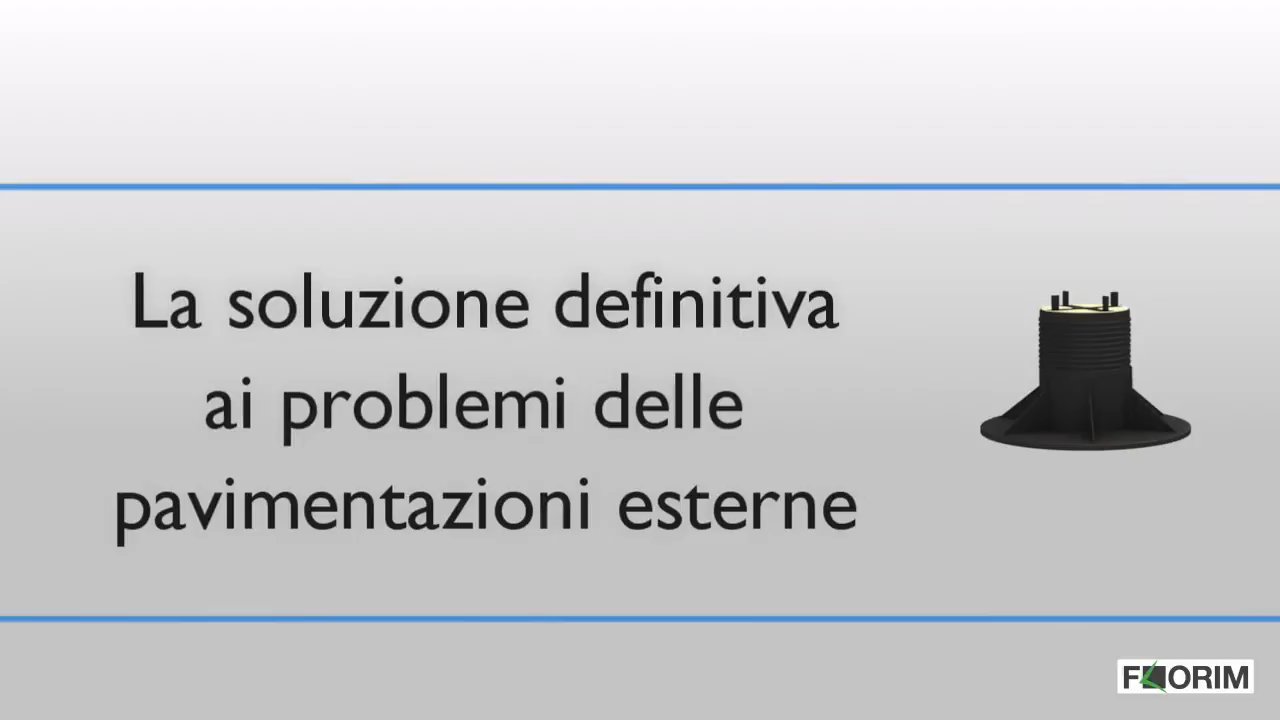 La soluzione definitiva
ai problemi delle
pavimentazioni esterne
FLORIM